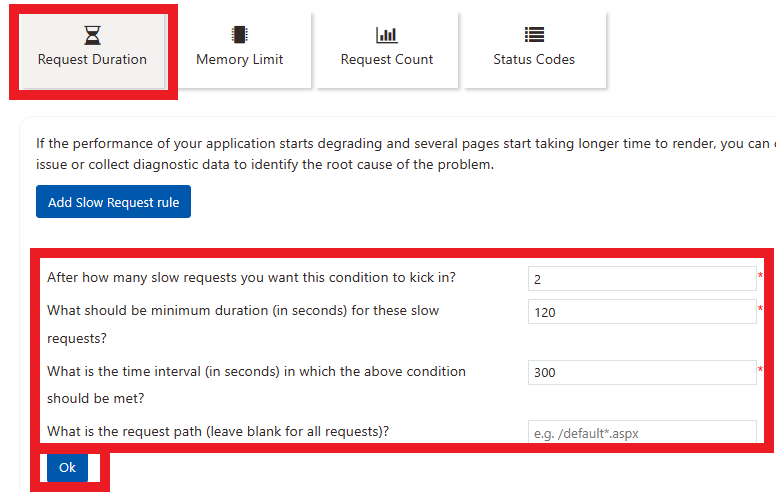 Request Duration
Memory Limit
Request Count
Status Codes
If the performance of your application starts degrading and several pages start taking longer time to render, you can
issue or collect diagnostic data to identify the root cause of the problem.
Add Slow Request rule
After how many slow requests you want this condition to kick in?
2
*
What should be minimum duration (in seconds) for these slow
requests?
120
*
What is the time interval (in seconds) in which the above condition
should be met?
300
*
What is the request path (leave blank for all requests)?
e.g. /default*.aspx
Ok